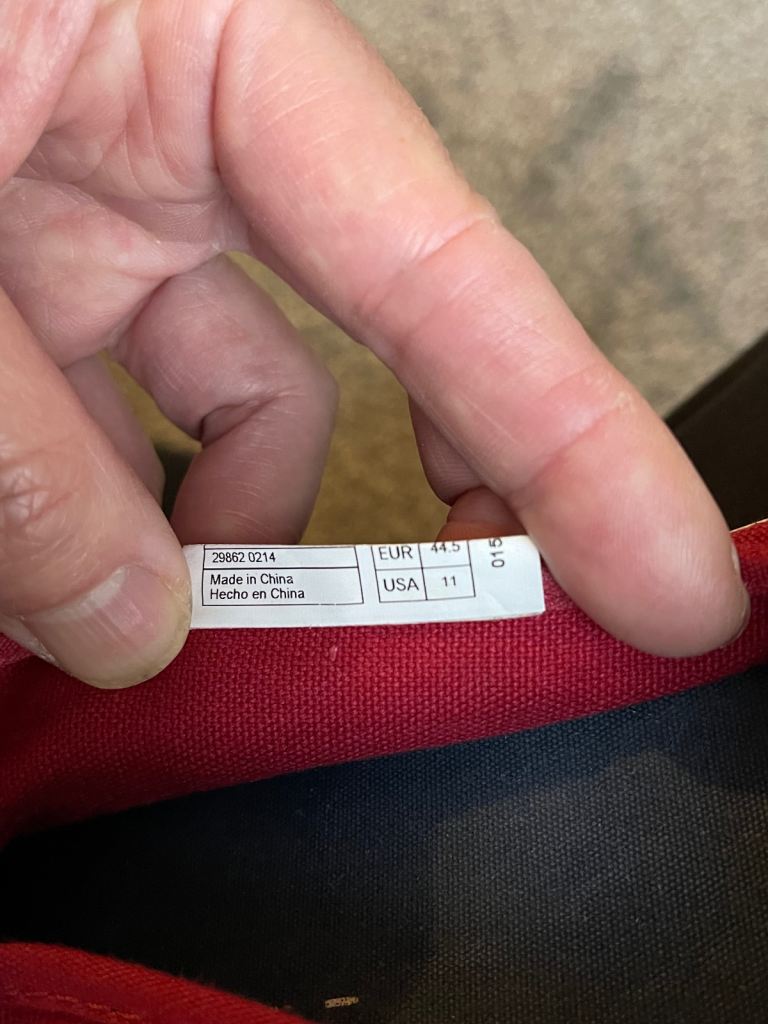 29862 0214
Made in China
Hecho en China
EUR 44.5
USA 11
015